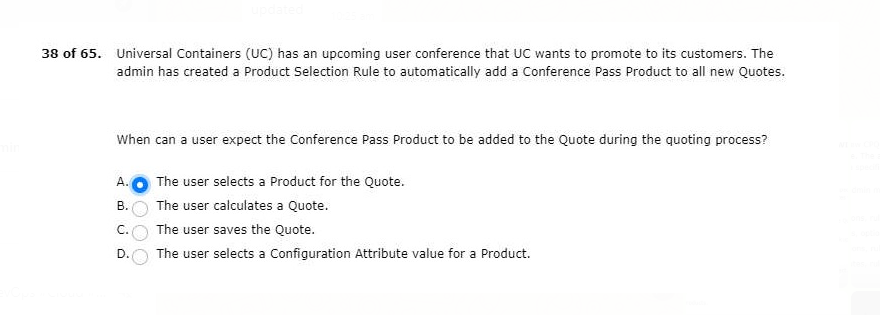 38 of 65. Universal Containers (UC) has an upcoming user conference that UC wants to promote to its customers. The
admin has created a Product Selection Rule to automatically add a Conference Pass Product to all new Quotes.
When can a user expect the Conference Pass Product to be added to the Quote during the quoting process?
A. The user selects a Product for the Quote.
B. The user calculates a Quote.
C. The user saves the Quote.
D. The user selects a Configuration Attribute value for a Product.